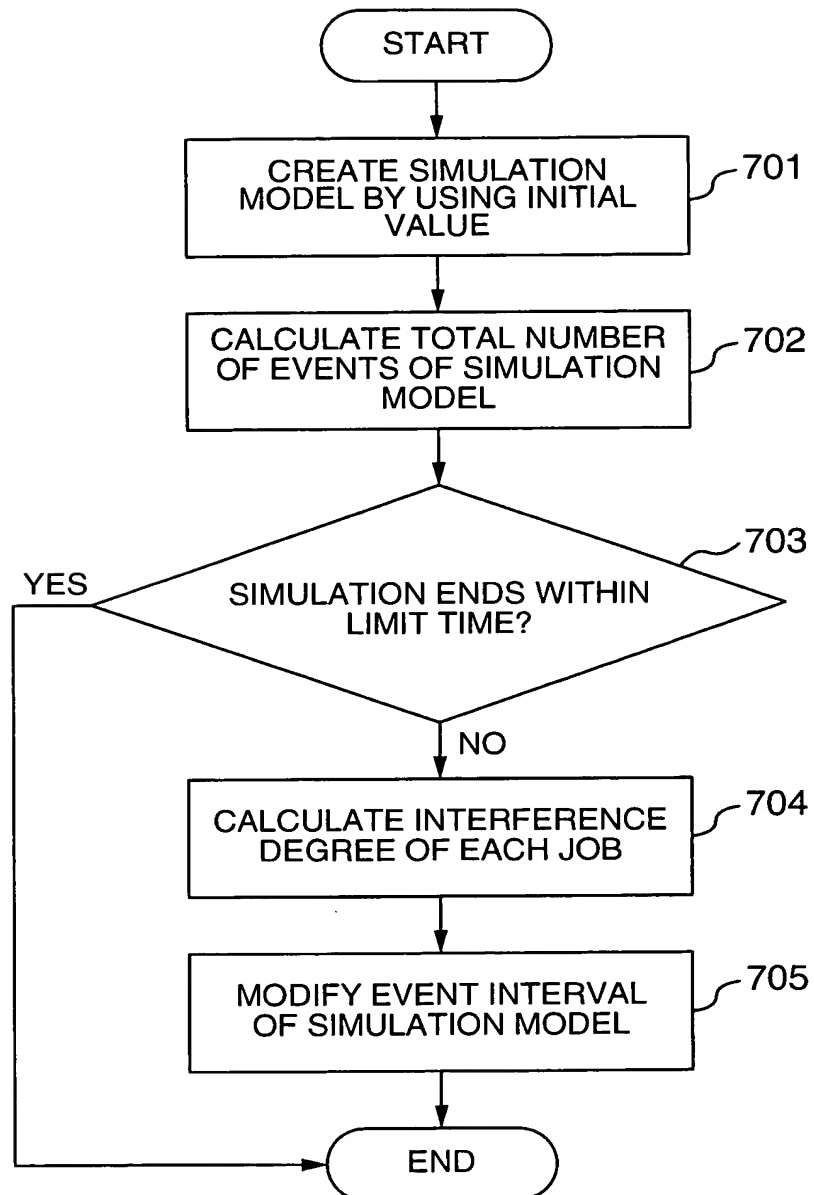 START
CREATE SIMULATION
MODEL BY USING INITIAL
VALUE
701
CALCULATE TOTAL NUMBER
OF EVENTS OF SIMULATION
MODEL
702
703
YES
SIMULATION ENDS WITHIN
LIMIT TIME?
NO
CALCULATE INTERFERENCE
DEGREE OF EACH JOB
704
MODIFY EVENT INTERVAL
OF SIMULATION MODEL
705
END